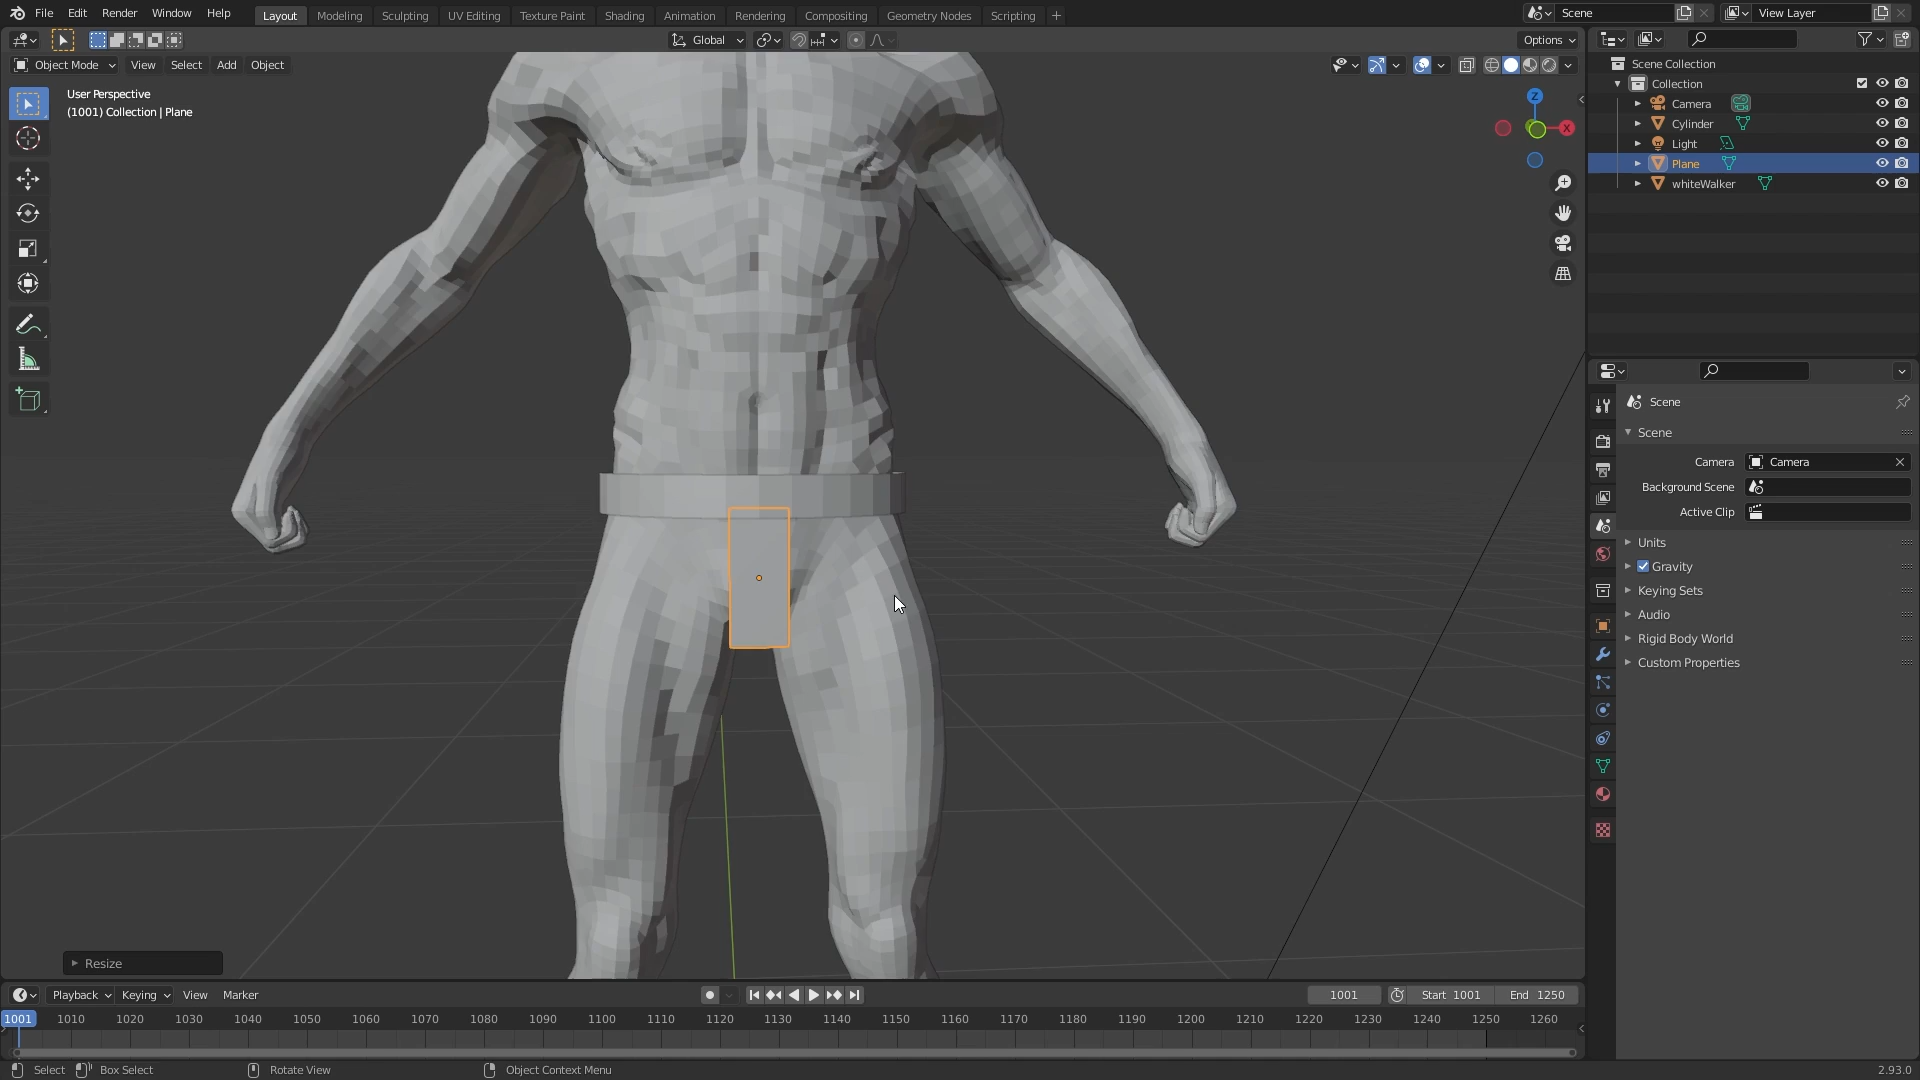 File Edit Render Window Help Layout Modeling Sculpting UV Editing Texture Paint Shading Animation Rendering Compositing Geometry Nodes Scripting + Scene View Layer
Global Options
Object Mode View Select Add Object
User Perspective
(1001) Collection | Plane
Z
X
Scene Collection
Collection
Camera
Cylinder
Light
Plane
whiteWalker
Scene
Scene
Camera Camera
Background Scene
Active Clip
Units
Gravity
Keying Sets
Audio
Rigid Body World
Custom Properties
Resize
Playback Keying View Marker 1001 Start 1001 End 1250
1001 1010 1020 1030 1040 1050 1060 1070 1080 1090 1100 1110 1120 1130 1140 1150 1160 1170 1180 1190 1200 1210 1220 1230 1240 1250 1260
Select Box Select Rotate View Object Context Menu 2.93.0